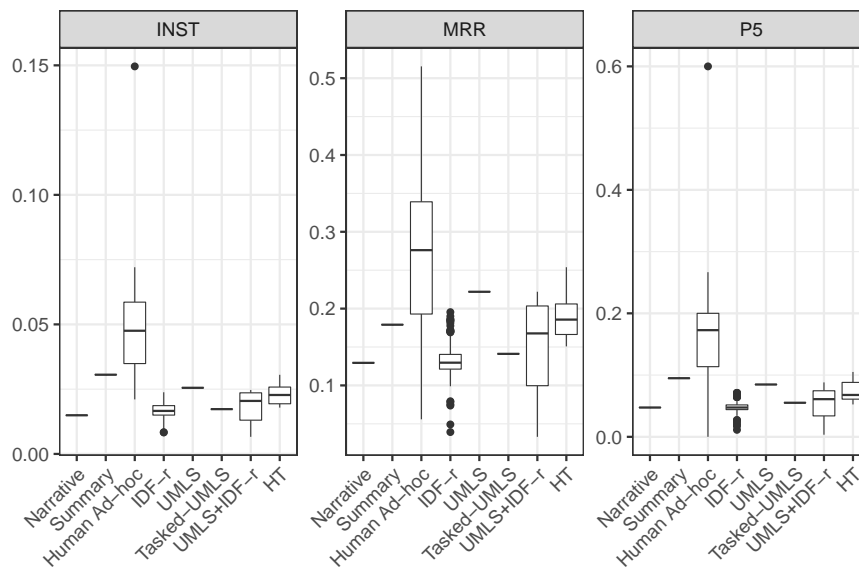 INST
MRR
P5
0.15
0.10
0.05
0.00
0.5
0.4
0.3
0.2
0.1
0.6
0.4
0.2
0.0
Narrative
Summary
Human Ad−hoc
IDF−r
UMLS
Tasked−UMLS
UMLS+IDF−r
HT
Narrative
Summary
Human Ad−hoc
IDF−r
UMLS
Tasked−UMLS
UMLS+IDF−r
HT
Narrative
Summary
Human Ad−hoc
IDF−r
UMLS
Tasked−UMLS
UMLS+IDF−r
HT